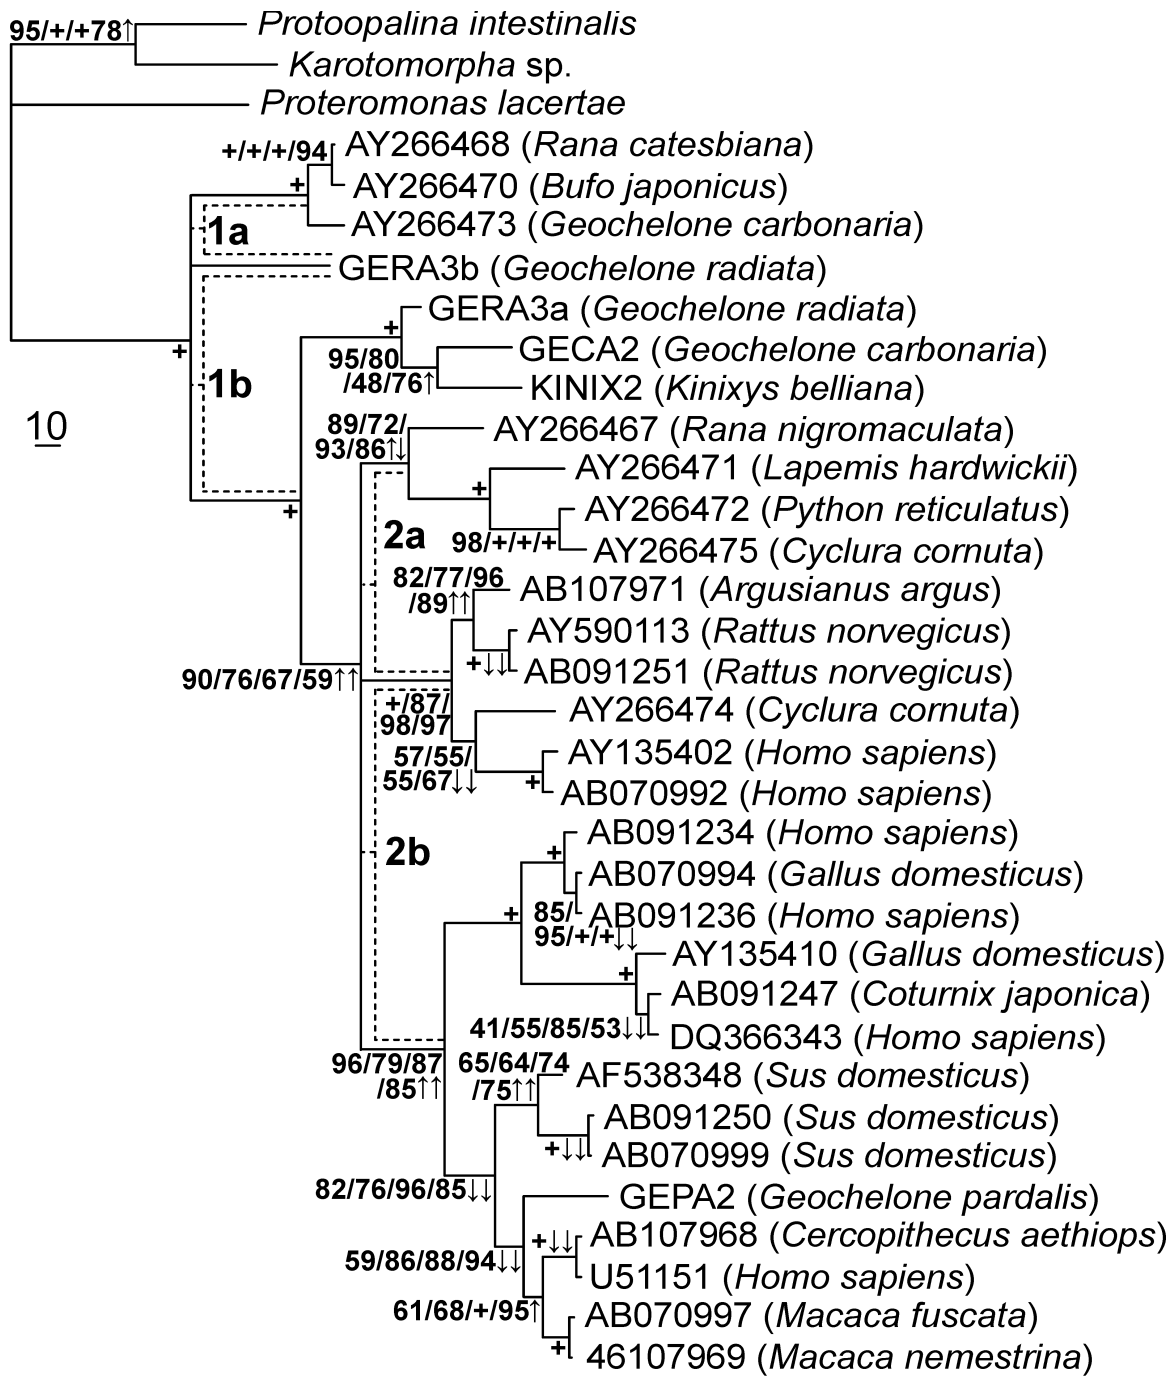 Protoopalina intestinalis
95/+/+78↑
Karotomorpha sp.
Proteromonas lacertae
+/+/+/94
AY266468 (Rana catesbiana)
+
AY266470 (Bufo japonicus)
AY266473 (Geochelone carbonaria)
1a
GERA3b (Geochelone radiata)
GERA3a (Geochelone radiata)
+
+
GECA2 (Geochelone carbonaria)
95/80
/48/76↑
1b
KINIX2 (Kinixys belliana)
10
89/72/
93/86↑↓
AY266467 (Rana nigromaculata)
AY266471 (Lapemis hardwickii)
+
+
AY266472 (Python reticulatus)
2a
98/+/+/+
AY266475 (Cyclura cornuta)
82/77/96
/89↑↑
AB107971 (Argusianus argus)
AY590113 (Rattus norvegicus)
+↓↓
AB091251 (Rattus norvegicus)
90/76/67/59↑↑
+/87/
98/97
AY266474 (Cyclura cornuta)
57/55/
55/67↓↓
AY135402 (Homo sapiens)
+
AB070992 (Homo sapiens)
AB091234 (Homo sapiens)
2b
+
AB070994 (Gallus domesticus)
+
85/
95/+/+↓↓
AB091236 (Homo sapiens)
AY135410 (Gallus domesticus)
+
AB091247 (Coturnix japonica)
41/55/85/53↓↓
DQ366343 (Homo sapiens)
96/79/87
/85↑↑
65/64/74
/75↑↑
AF538348 (Sus domesticus)
AB091250 (Sus domesticus)
+↓↓
AB070999 (Sus domesticus)
82/76/96/85↓↓
GEPA2 (Geochelone pardalis)
+↓↓
AB107968 (Cercopithecus aethiops)
59/86/88/94↓↓
U51151 (Homo sapiens)
61/68/+/95↑
AB070997 (Macaca fuscata)
+
46107969 (Macaca nemestrina)